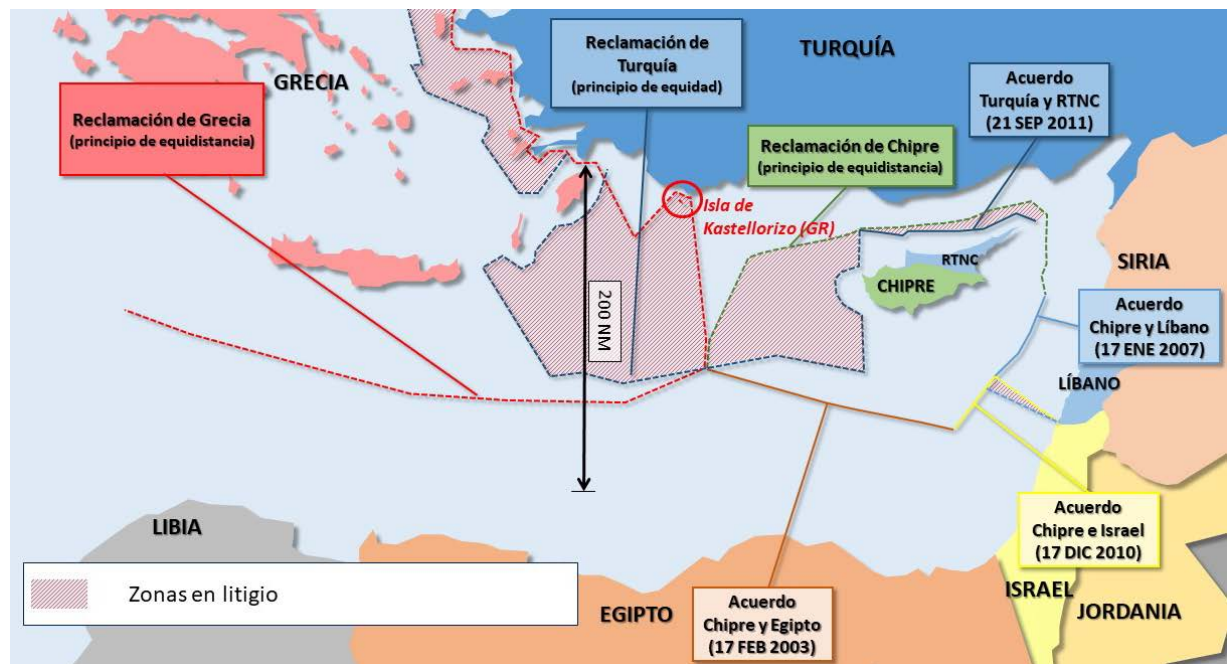 GRECIA
Reclamación de Grecia
(principio de equidistancia)
Reclamación de
Turquía
(principio de equidad)
TURQUÍA
Acuerdo
Turquía y RTNC
(21 SEP 2011)
Reclamación de Chipre
(principio de equidistancia)
Isla de
Kastellorizo (GR)
200 NM
RTNC
CHIPRE
SIRIA
Acuerdo
Chipre y Líbano
(17 ENE 2007)
LÍBANO
Acuerdo
Chipre e Israel
(17 DIC 2010)
LIBIA
Zonas en litigio
EGIPTO
Acuerdo
Chipre y Egipto
(17 FEB 2003)
ISRAEL
JORDANIA